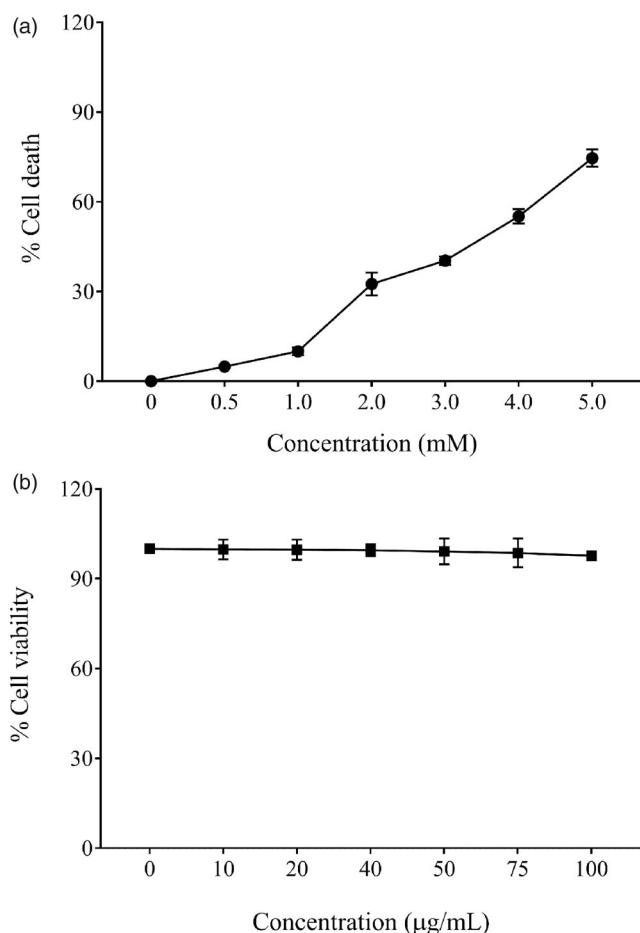 (a)
120
90
60
30
0
% Cell death
0 0.5 1.0 2.0 3.0 4.0 5.0
Concentration (mM)
(b)
120
90
60
30
0
% Cell viability
0 10 20 40 50 75 100
Concentration (μg/mL)